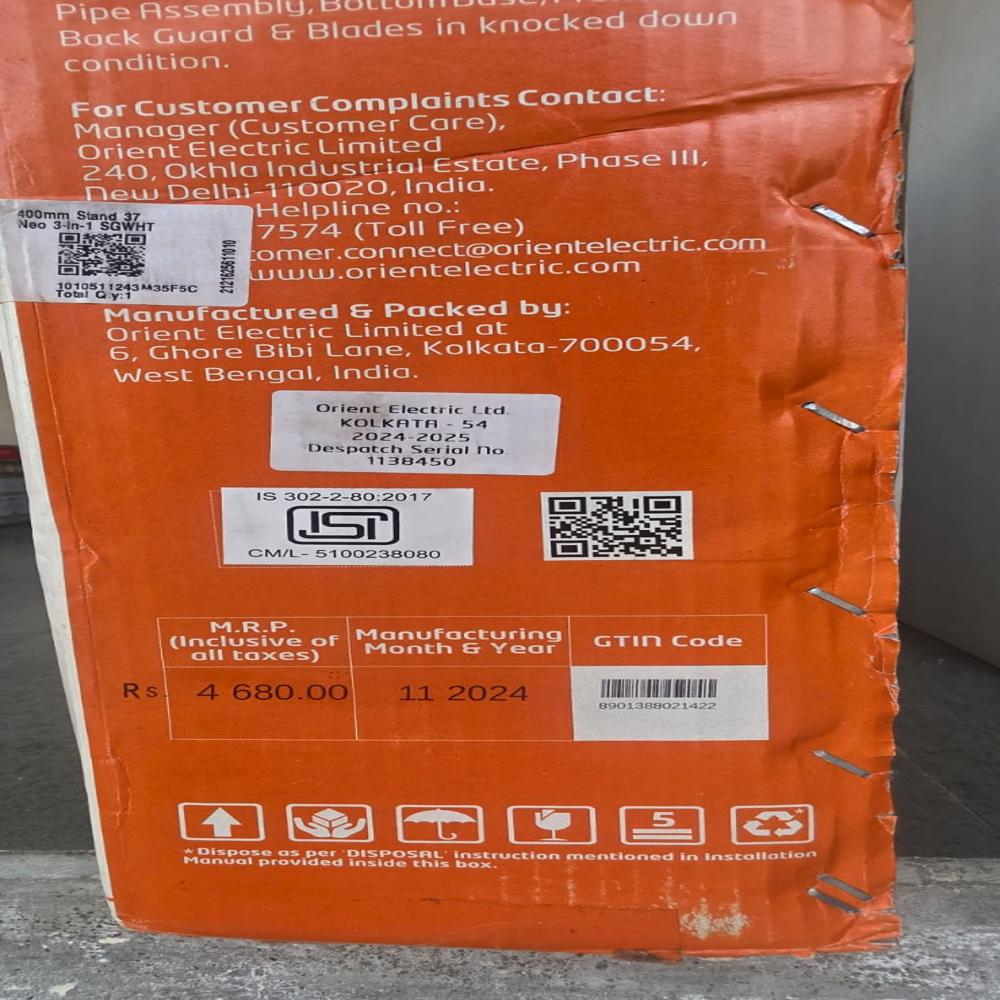 Pipe Assembly, Bottom Base,
Back Guard & Blades in knocked down
condition.
For Customer Complaints Contact:
Manager (Customer Care),
Orient Electric Limited
240, Okhla Industrial Estate, Phase III,
New Delhi-110020, India.
Helpline no.:
7574 (Toll Free)
tomer.connect@orientelectric.com
www.orientelectric.com
400mm Stand 37
Neo 3-In-1 SGWHT
2121625611010
1010511243M35F5C
Total Q.y:1
Manufactured & Packed by:
Orient Electric Limited at
6, Ghore Bibi Lane, Kolkata-700054,
West Bengal, India.
Orient Electric Ltd.
KOLKATA - 54
2024-2025
Despatch Serial No.
1138450
IS 302-2-80:2017
ISI
CM/L- 5100238080
M.R.P.
(Inclusive of
all taxes)
Manufacturing
Month & Year
GTIN Code
Rs. 4 680.00
11 2024
8901388021422
5
* Dispose as per 'DISPOSAL' instruction mentioned in Installation
Manual provided inside this box.